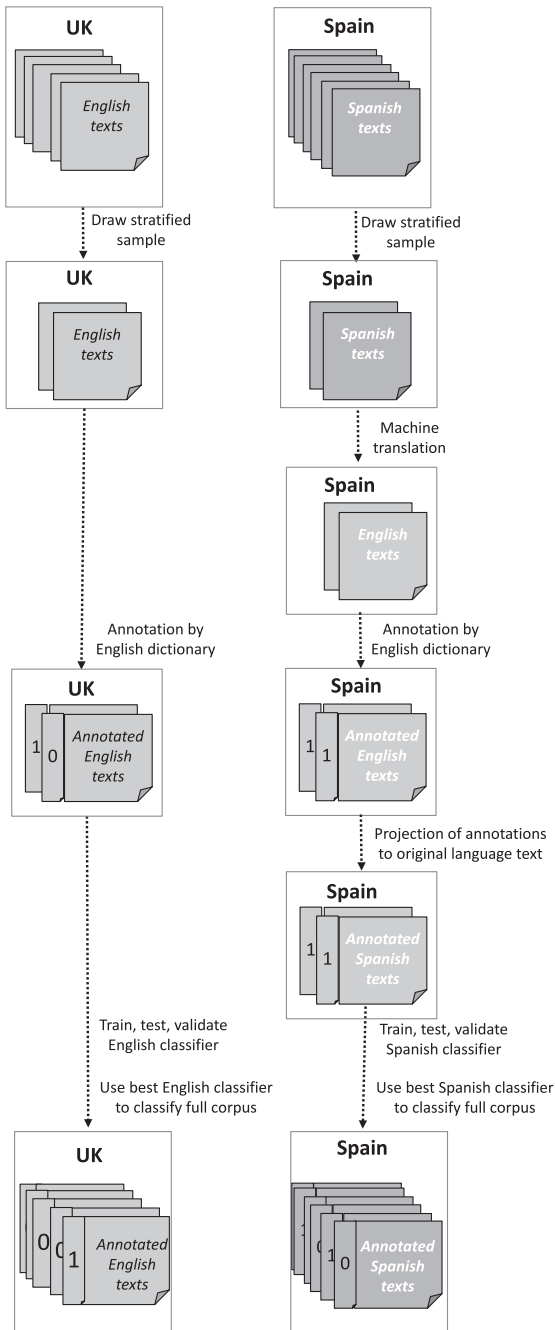 UK
English
texts
Draw stratified
sample
UK
English
texts
Annotation by
English dictionary
UK
1
0
Annotated
English
texts
Train, test, validate
English classifier
Use best English classifier
to classify full corpus
UK
0
0
1
Annotated
English
texts
Spain
Spanish
texts
Draw stratified
sample
Spain
Spanish
texts
Machine
translation
Spain
English
texts
Annotation by
English dictionary
Spain
1
1
Annotated
English
texts
Projection of annotations
to original language text
Spain
1
1
Annotated
Spanish
texts
Train, test, validate
Spanish classifier
Use best Spanish classifier
to classify full corpus
Spain
1
0
Annotated
Spanish
texts